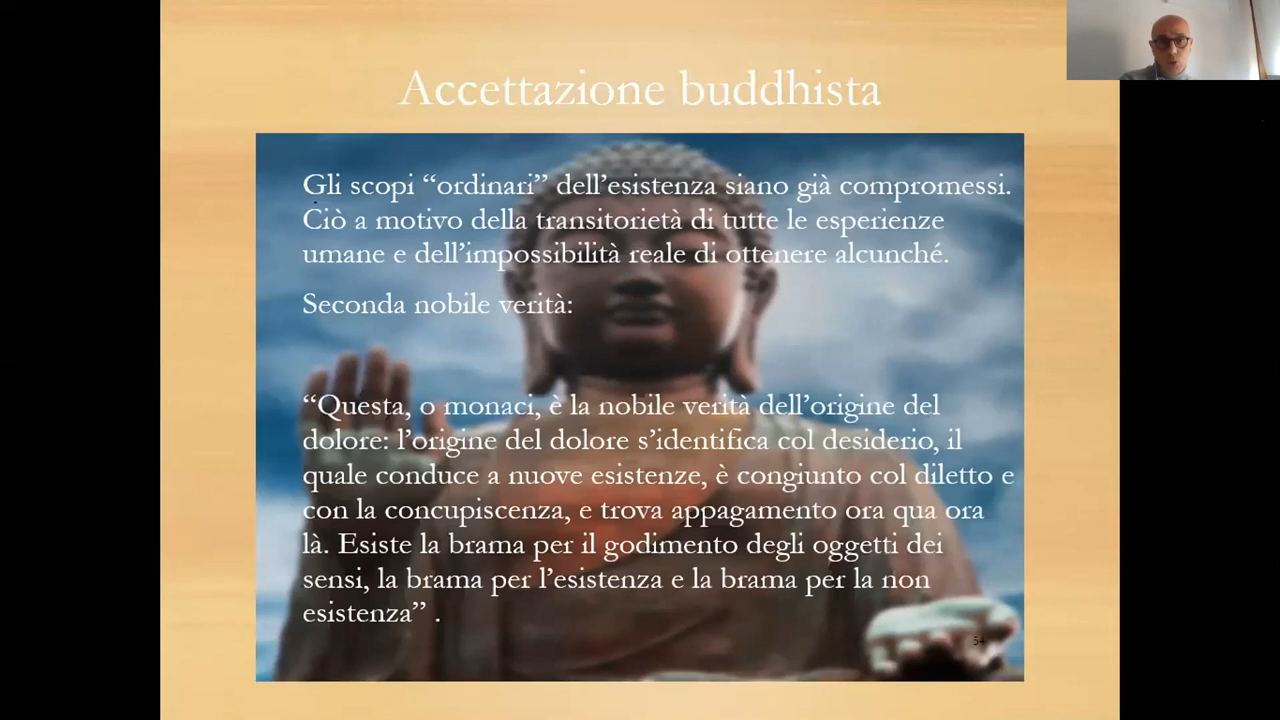 Accettazione buddhista
Gli scopi “ordinari” dell’esistenza siano già compromessi.
Ciò a motivo della transitorietà di tutte le esperienze
umane e dell’impossibilità reale di ottenere alcunché.
Seconda nobile verità:
“Questa, o monaci, è la nobile verità dell’origine del
dolore: l’origine del dolore s’identifica col desiderio, il
quale conduce a nuove esistenze, è congiunto col diletto e
con la concupiscenza, e trova appagamento ora qua ora
là. Esiste la brama per il godimento degli oggetti dei
sensi, la brama per l’esistenza e la brama per la non
esistenza” .
54